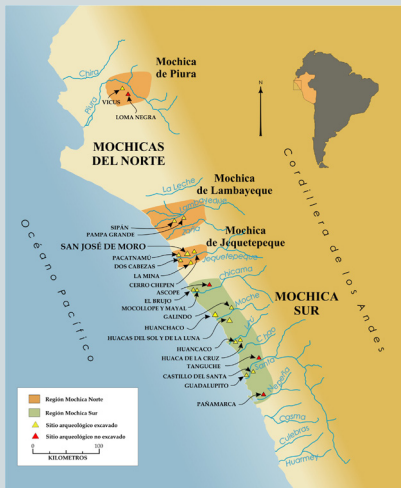 Mochica
de Piura
Chira
Piura
VICUS
LOMA NEGRA
N
MOCHICAS
DEL NORTE
Mochica
de Lambayeque
La Leche
Lambayeque
Zaña
SIPÁN
PAMPA GRANDE
Mochica
de Jequetepeque
SAN JOSÉ DE MORO
Jequetepeque
PACATNAMÚ
DOS CABEZAS
LA MINA
CERRO CHEPEN
Chicama
ASCOPE
EL BRUJO
MOCOLLOPE Y MAYAL
MOCHICA
SUR
Moche
GALINDO
HUANCHACO
HUACAS DEL SOL Y DE LA LUNA
Chao
HUANCACO
HUACA DE LA CRUZ
TANGUCHE
Santa
CASTILLO DEL SANTA
GUADALUPITO
Nepeña
PAÑAMARCA
Casma
Culebras
Huarmey
Océano Pacífico
Cordillera de los Andes
Región Mochica Norte
Región Mochica Sur
Sitio arqueológico excavado
Sitio arqueológico no excavado
0 100
KILOMETROS